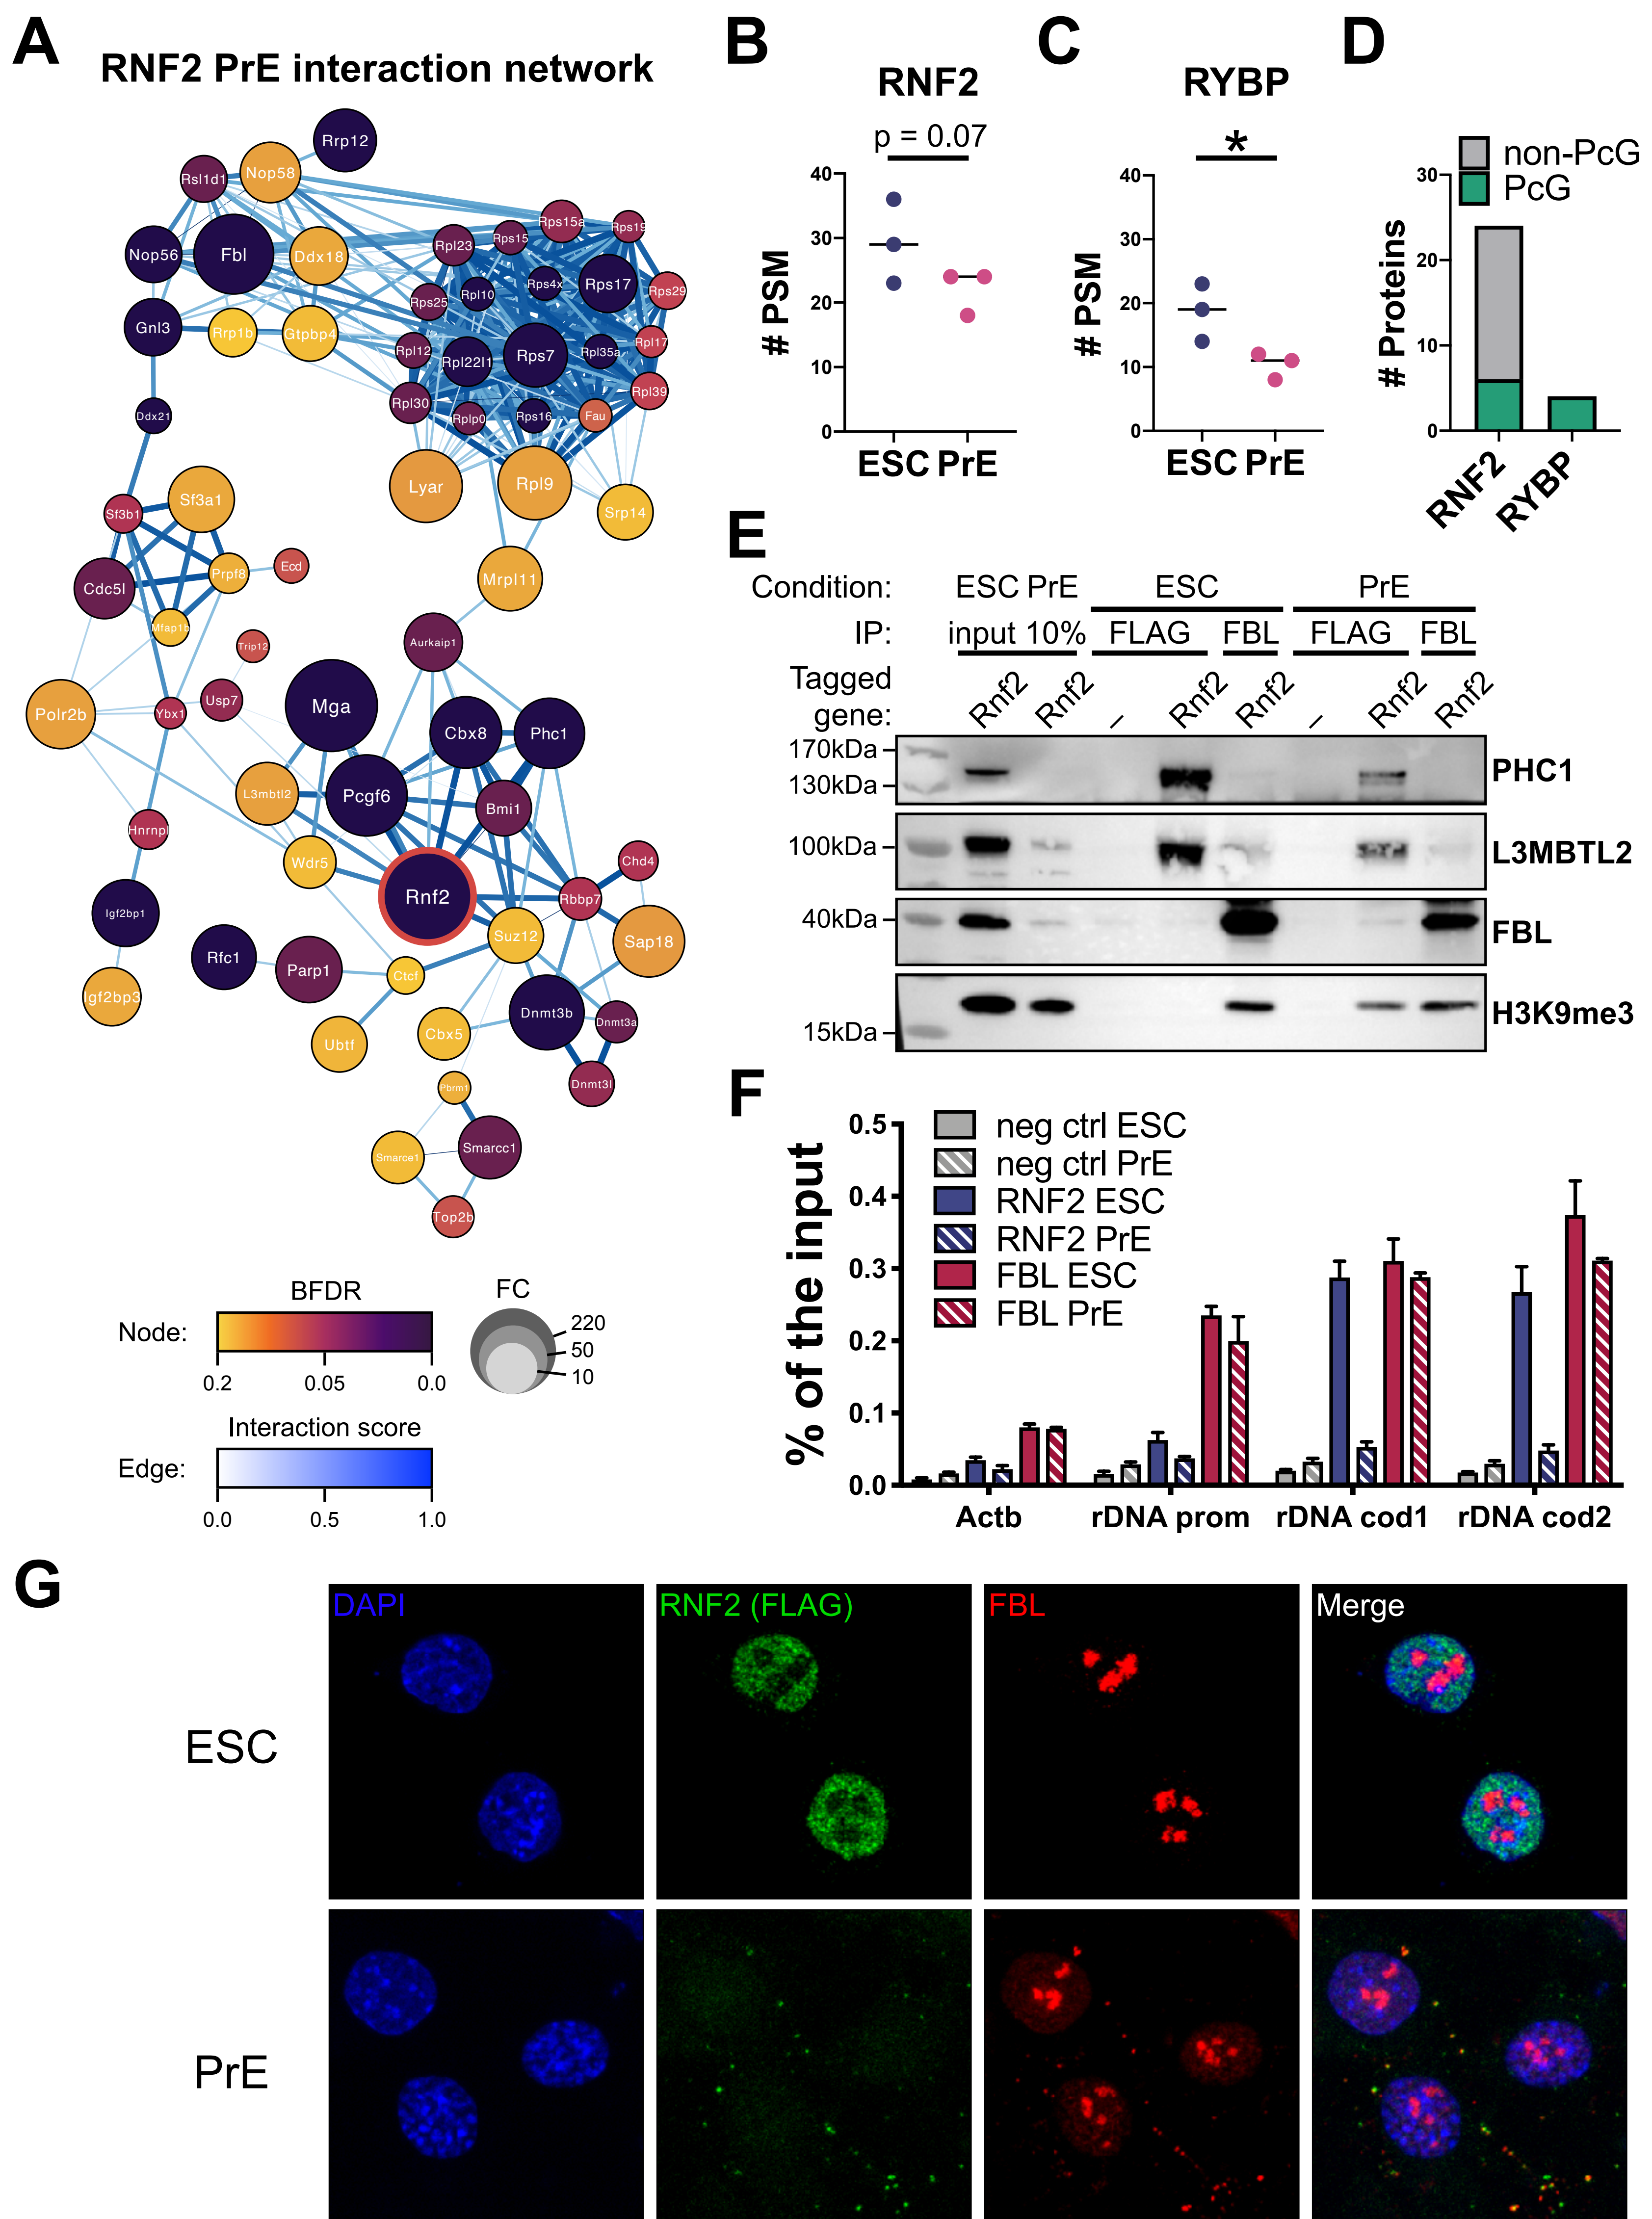 A
RNF2 PrE interaction network
Rrp12
Nop58
Rsl1d1
Nop56
Fbl
Ddx18
Gnl3
Rrp1b
Gtpbp4
Ddx21
Rpl23
Rps15
Rps15a
Rps19
Rps25
Rpl10
Rps4x
Rps17
Rps29
Rpl12
Rpl22l1
Rps7
Rpl35a
Rpl17
Rpl30
Rplp0
Rps16
Fau
Rpl39
Lyar
Rpl9
Srp14
Mrpl11
Sf3b1
Sf3a1
Cdc5l
Prpf8
Ecd
Mfap1b
Trip12
Polr2b
Ybx1
Usp7
Mga
Aurkaip1
Cbx8
Phc1
L3mbtl2
Pcgf6
Bmi1
Hnrnpl
Wdr5
Rnf2
Rbbp7
Chd4
Igf2bp1
Rfc1
Parp1
Ctcf
Suz12
Sap18
Igf2bp3
Ubtf
Cbx5
Dnmt3b
Dnmt3a
Dnmt3l
Pbrm1
Smarce1
Smarcc1
Top2b
BFDR
Node:
0.2 0.05 0.0
FC
220
50
10
Interaction score
Edge:
0.0 0.5 1.0
B
RNF2
p = 0.07
# PSM
40
30
20
10
0
ESC PrE
C
RYBP
*
# PSM
40
30
20
10
0
ESC PrE
D
non-PcG
PcG
# Proteins
30
20
10
0
RNF2
RYBP
E
Condition: ESC PrE ESC PrE
IP: input 10% FLAG FBL FLAG FBL
Tagged
gene: Rnf2 Rnf2 – Rnf2 Rnf2 – Rnf2 Rnf2
170kDa
130kDa
PHC1
100kDa
L3MBTL2
40kDa
FBL
15kDa
H3K9me3
F
% of the input
0.5
0.4
0.3
0.2
0.1
0.0
neg ctrl ESC
neg ctrl PrE
RNF2 ESC
RNF2 PrE
FBL ESC
FBL PrE
Actb rDNA prom rDNA cod1 rDNA cod2
G
DAPI RNF2 (FLAG) FBL Merge
ESC
PrE